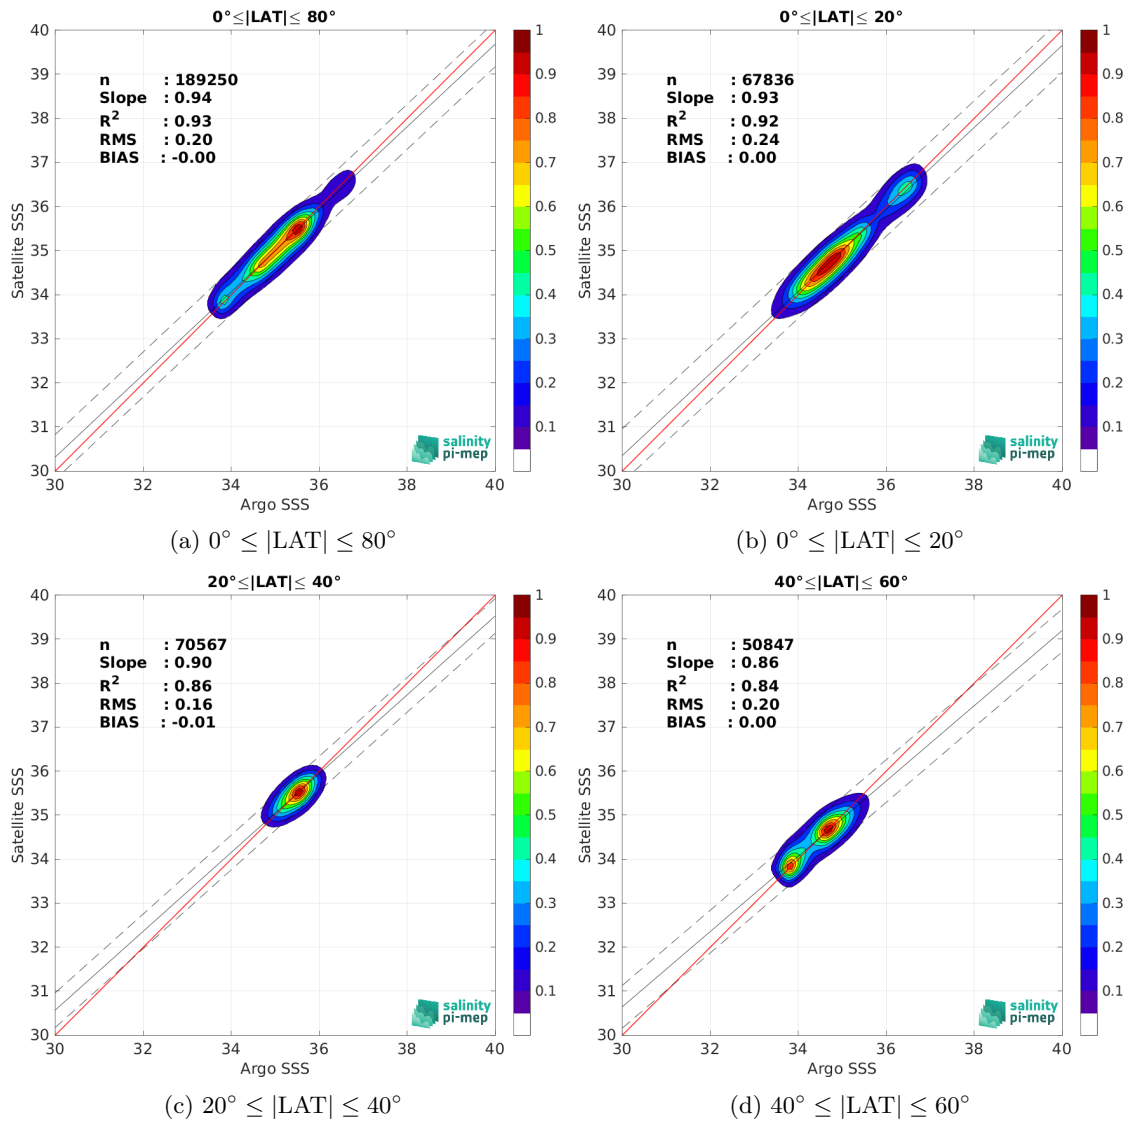 0°≤|LAT|≤ 80°
n : 189250
Slope : 0.94
R2 : 0.93
RMS : 0.20
BIAS : -0.00
40
39
38
37
36
35
34
33
32
31
30
Satellite SSS
30 32 34 36 38 40
Argo SSS
1
0.9
0.8
0.7
0.6
0.5
0.4
0.3
0.2
0.1
salinity
pi-mep
(a) 0° ≤ |LAT| ≤ 80°
0°≤|LAT|≤ 20°
n : 67836
Slope : 0.93
R2 : 0.92
RMS : 0.24
BIAS : 0.00
40
39
38
37
36
35
34
33
32
31
30
Satellite SSS
30 32 34 36 38 40
Argo SSS
1
0.9
0.8
0.7
0.6
0.5
0.4
0.3
0.2
0.1
salinity
pi-mep
(b) 0° ≤ |LAT| ≤ 20°
20°≤|LAT|≤ 40°
n : 70567
Slope : 0.90
R2 : 0.86
RMS : 0.16
BIAS : -0.01
40
39
38
37
36
35
34
33
32
31
30
Satellite SSS
30 32 34 36 38 40
Argo SSS
1
0.9
0.8
0.7
0.6
0.5
0.4
0.3
0.2
0.1
salinity
pi-mep
(c) 20° ≤ |LAT| ≤ 40°
40°≤|LAT|≤ 60°
n : 50847
Slope : 0.86
R2 : 0.84
RMS : 0.20
BIAS : 0.00
40
39
38
37
36
35
34
33
32
31
30
Satellite SSS
30 32 34 36 38 40
Argo SSS
1
0.9
0.8
0.7
0.6
0.5
0.4
0.3
0.2
0.1
salinity
pi-mep
(d) 40° ≤ |LAT| ≤ 60°